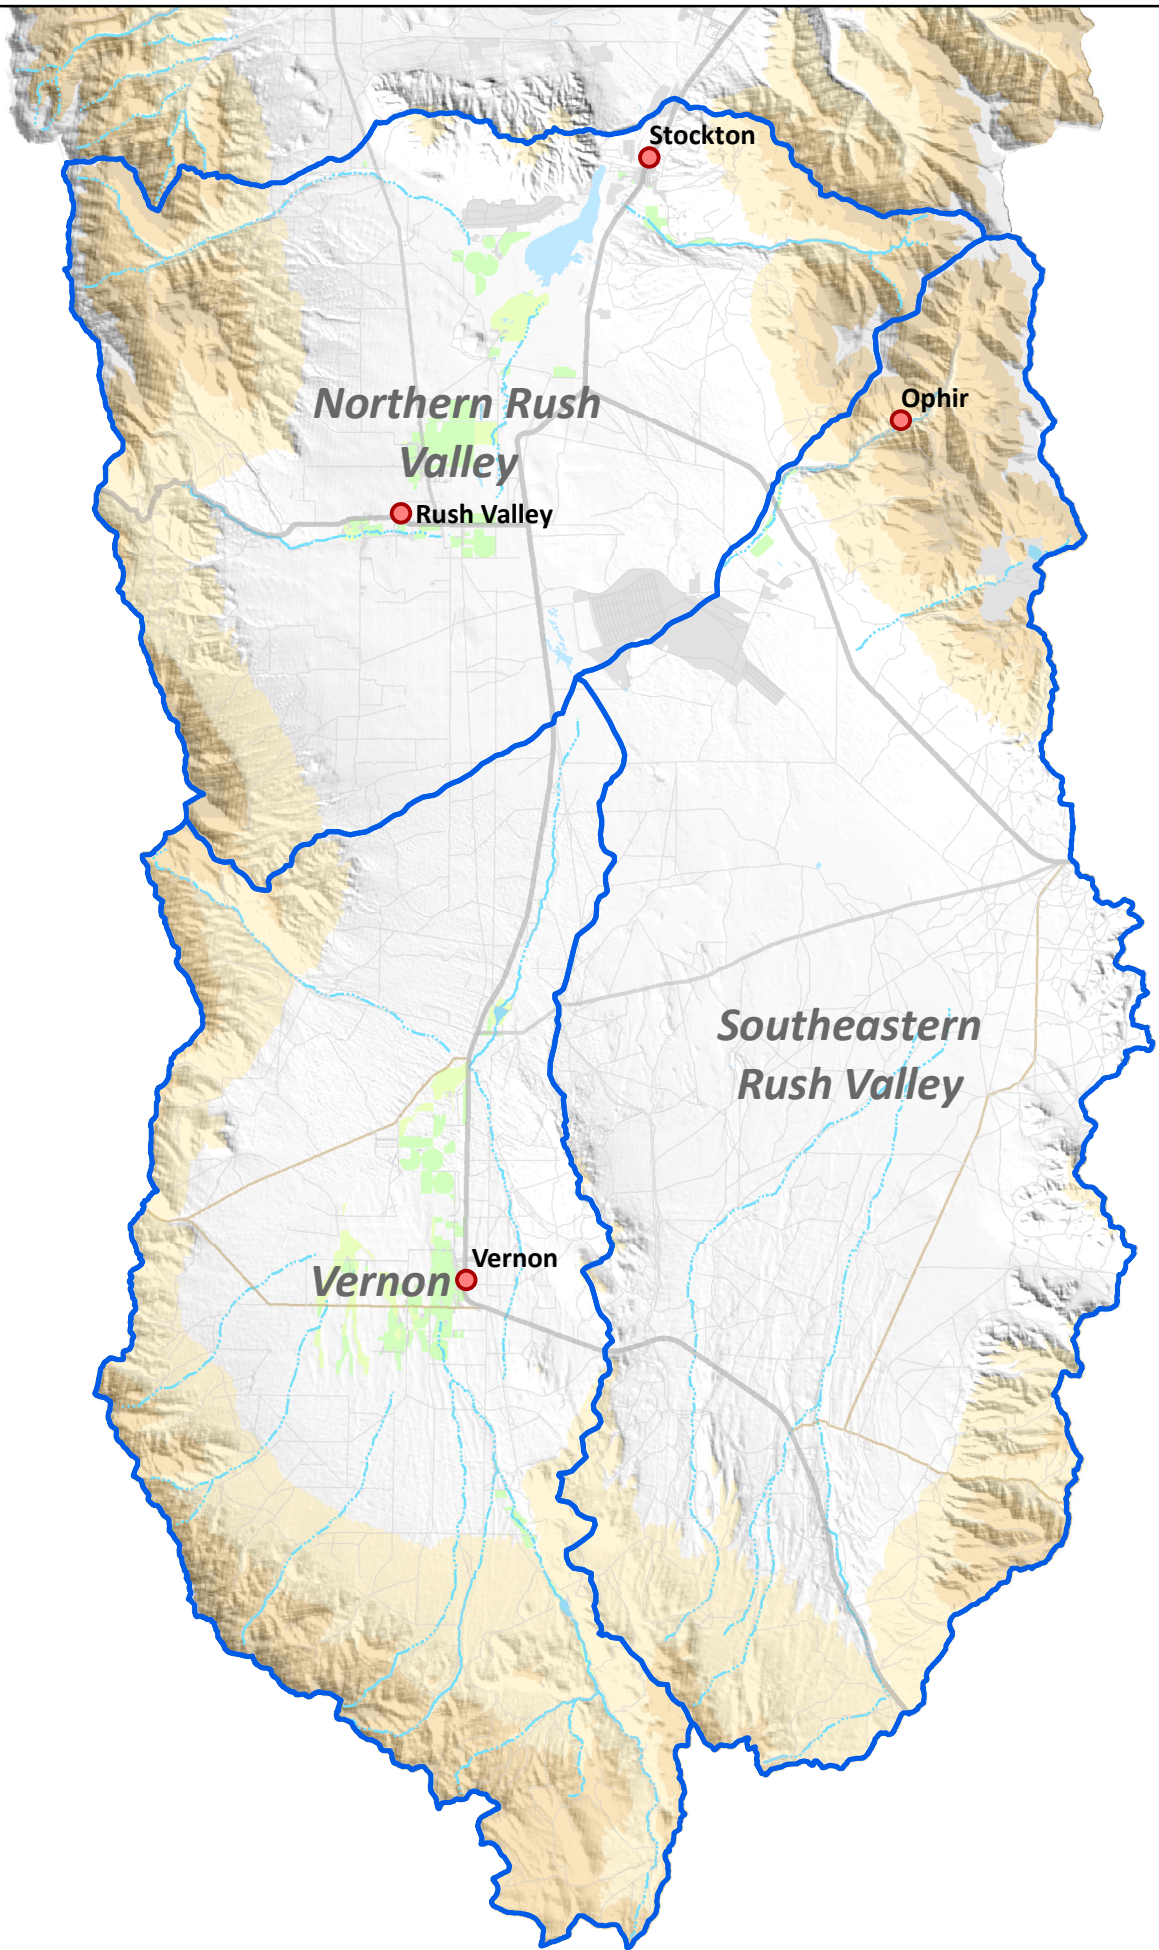 Stockton
Ophir
Northern Rush
Valley
Rush Valley
Southeastern
Rush Valley
Vernon
Vernon